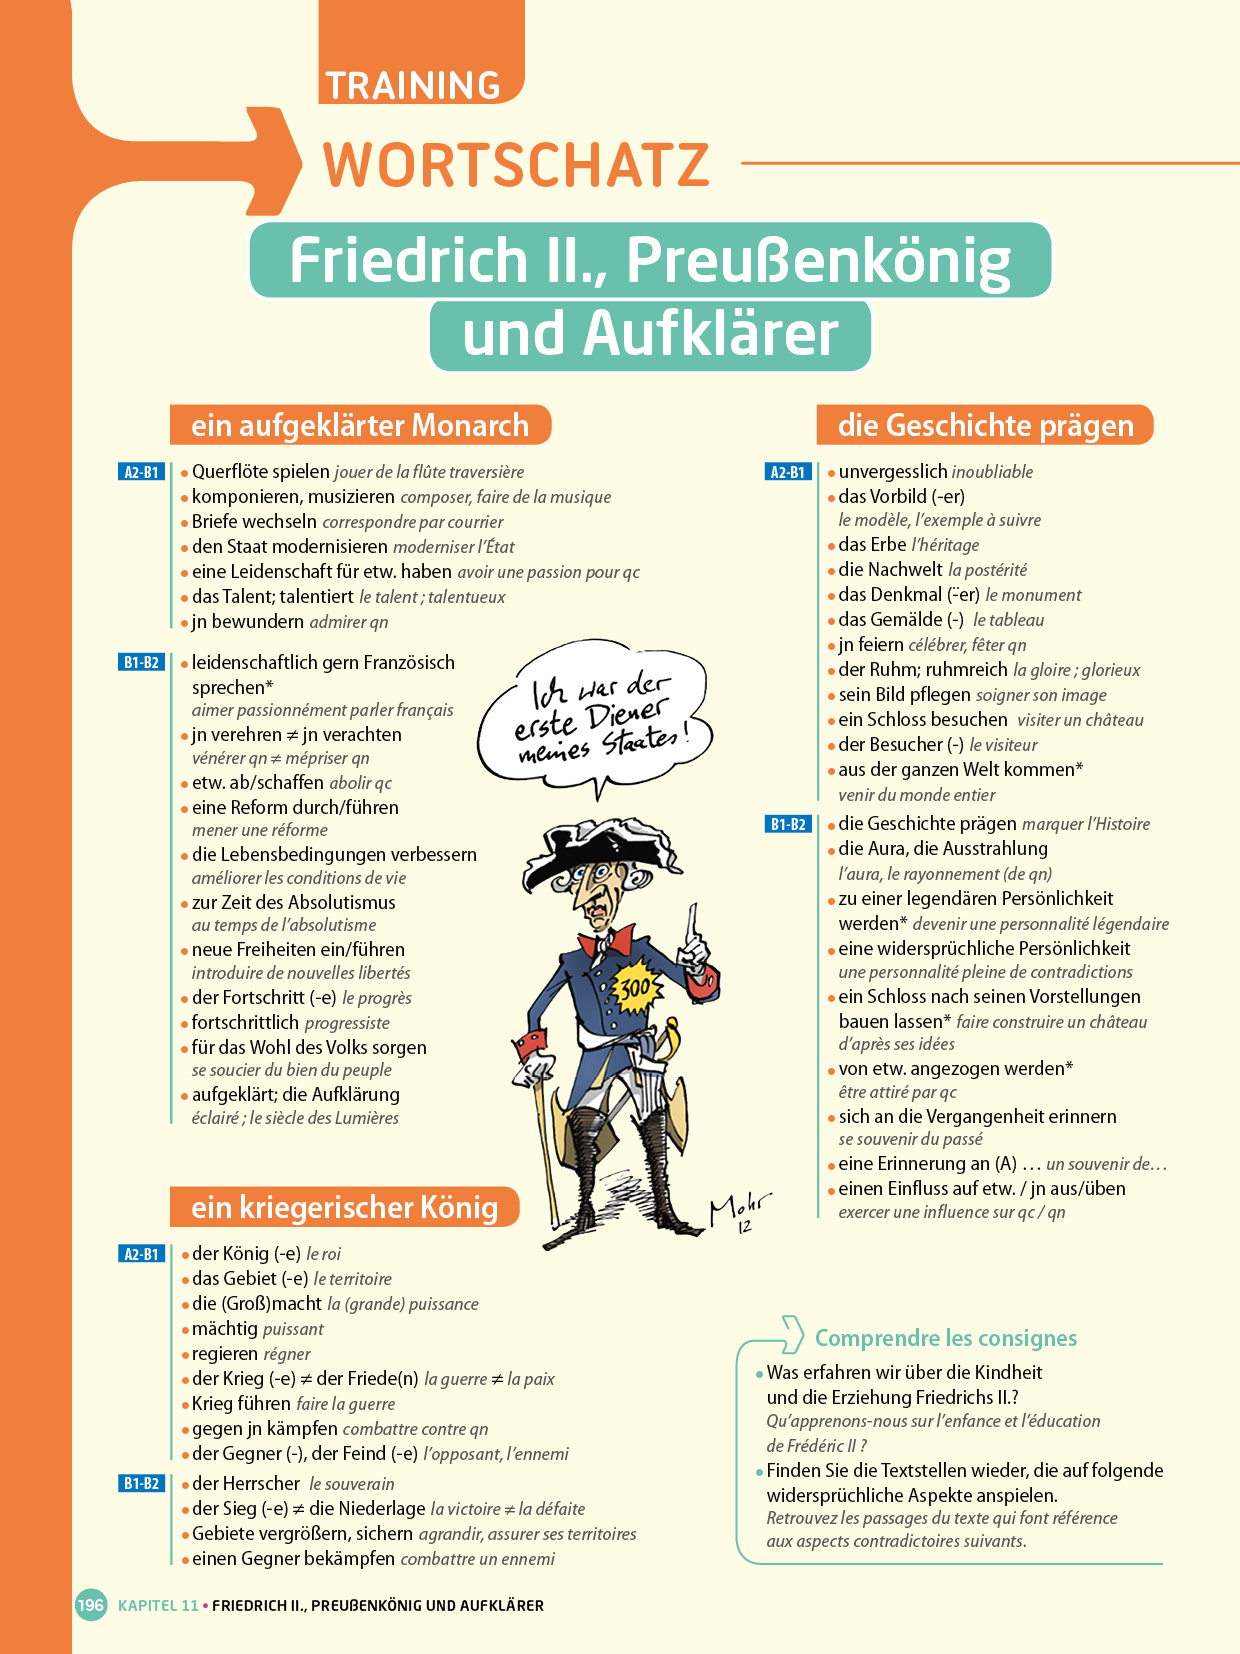 TRAINING
WORTSCHATZ
Friedrich II., Preußenkönig
und Aufklärer
ein aufgeklärter Monarch
A2-B1
• Querflöte spielen jouer de la flûte traversière
• komponieren, musizieren composer, faire de la musique
• Briefe wechseln correspondre par courrier
• den Staat modernisieren moderniser l’État
• eine Leidenschaft für etw. haben avoir une passion pour qc
• das Talent; talentiert le talent ; talentueux
• jn bewundern admirer qn
B1-B2
• leidenschaftlich gern Französisch
sprechen*
aimer passionnément parler français
• jn verehren ≠ jn verachten
vénérer qn ≠ mépriser qn
• etw. ab/schaffen abolir qc
• eine Reform durch/führen
mener une réforme
• die Lebensbedingungen verbessern
améliorer les conditions de vie
• zur Zeit des Absolutismus
au temps de l’absolutisme
• neue Freiheiten ein/führen
introduire de nouvelles libertés
• der Fortschritt (-e) le progrès
• fortschrittlich progressiste
• für das Wohl des Volks sorgen
se soucier du bien du peuple
• aufgeklärt; die Aufklärung
éclairé ; le siècle des Lumières
Ich war der
erste Diener
meines Staates!
300
Mohr
12
ein kriegerischer König
A2-B1
• der König (-e) le roi
• das Gebiet (-e) le territoire
• die (Groß)macht la (grande) puissance
• mächtig puissant
• regieren régner
• der Krieg (-e) ≠ der Friede(n) la guerre ≠ la paix
• Krieg führen faire la guerre
• gegen jn kämpfen combattre contre qn
• der Gegner (-), der Feind (-e) l’opposant, l’ennemi
B1-B2
• der Herrscher le souverain
• der Sieg (-e) ≠ die Niederlage la victoire ≠ la défaite
• Gebiete vergrößern, sichern agrandir, assurer ses territoires
• einen Gegner bekämpfen combattre un ennemi
die Geschichte prägen
A2-B1
• unvergesslich inoubliable
• das Vorbild (-er)
le modèle, l’exemple à suivre
• das Erbe l’héritage
• die Nachwelt la postérité
• das Denkmal (-̈er) le monument
• das Gemälde (-) le tableau
• jn feiern célébrer, fêter qn
• der Ruhm; ruhmreich la gloire ; glorieux
• sein Bild pflegen soigner son image
• ein Schloss besuchen visiter un château
• der Besucher (-) le visiteur
• aus der ganzen Welt kommen*
venir du monde entier
B1-B2
• die Geschichte prägen marquer l’Histoire
• die Aura, die Ausstrahlung
l’aura, le rayonnement (de qn)
• zu einer legendären Persönlichkeit
werden* devenir une personnalité légendaire
• eine widersprüchliche Persönlichkeit
une personnalité pleine de contradictions
• ein Schloss nach seinen Vorstellungen
bauen lassen* faire construire un château
d’après ses idées
• von etw. angezogen werden*
être attiré par qc
• sich an die Vergangenheit erinnern
se souvenir du passé
• eine Erinnerung an (A) … un souvenir de…
• einen Einfluss auf etw. / jn aus/üben
exercer une influence sur qc / qn
Comprendre les consignes
• Was erfahren wir über die Kindheit
und die Erziehung Friedrichs II.?
Qu’apprenons-nous sur l’enfance et l’éducation
de Frédéric II ?
• Finden Sie die Textstellen wieder, die auf folgende
widersprüchliche Aspekte anspielen.
Retrouvez les passages du texte qui font référence
aux aspects contradictoires suivants.
196 KAPITEL 11 • FRIEDRICH II., PREUßENKÖNIG UND AUFKLÄRER